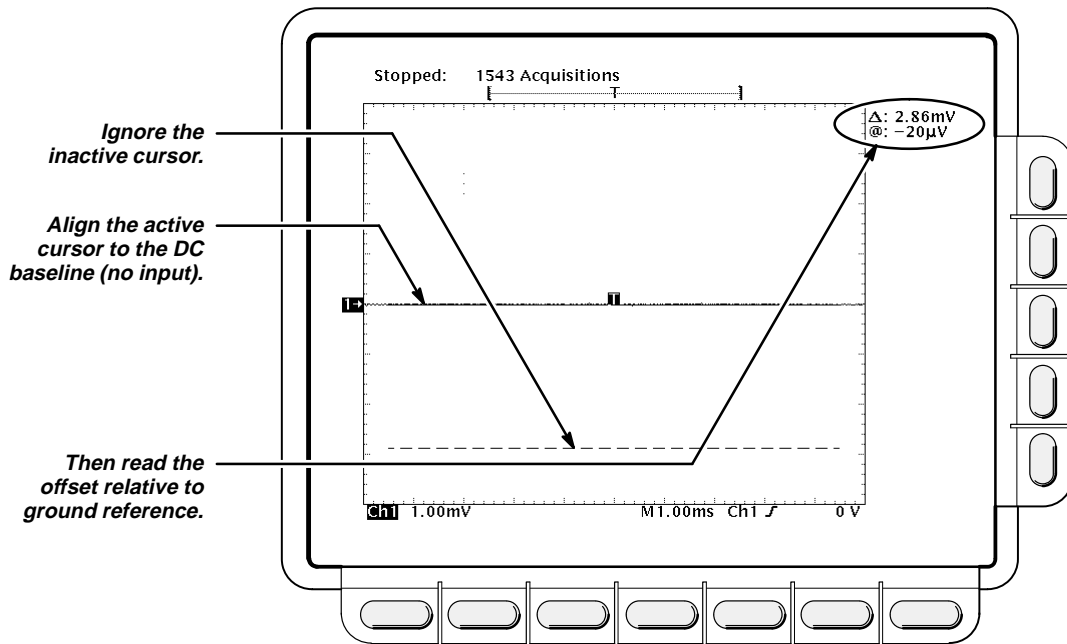 Stopped: 1543 Acquisitions
T
Δ: 2.86mV
@: −20µV
Ignore the
inactive cursor.
Align the active
cursor to the DC
baseline (no input).
1→
T
Then read the
offset relative to
ground reference.
Ch1 1.00mV M1.00ms Ch1 0 V